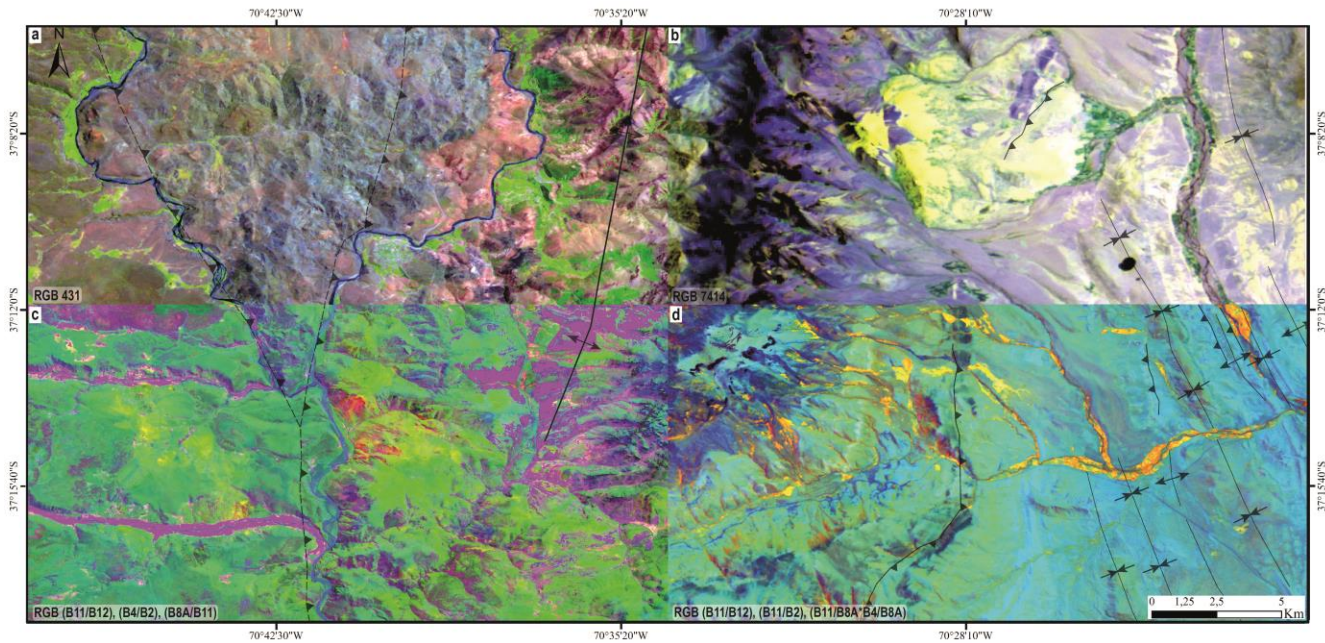 70°42'30"W 70°35'20"W 70°28'10"W
a
N
b
37°8'20"S
37°8'20"S
RGB 431
RGB 7414
37°12'0"S
37°12'0"S
c
d
37°15'40"S
37°15'40"S
RGB (B11/B12), (B4/B2), (B8A/B11)
RGB (B11/B12), (B11/B2), (B11/B8A*B4/B8A)
0 1,25 2,5 5
Km
70°42'30"W 70°35'20"W 70°28'10"W